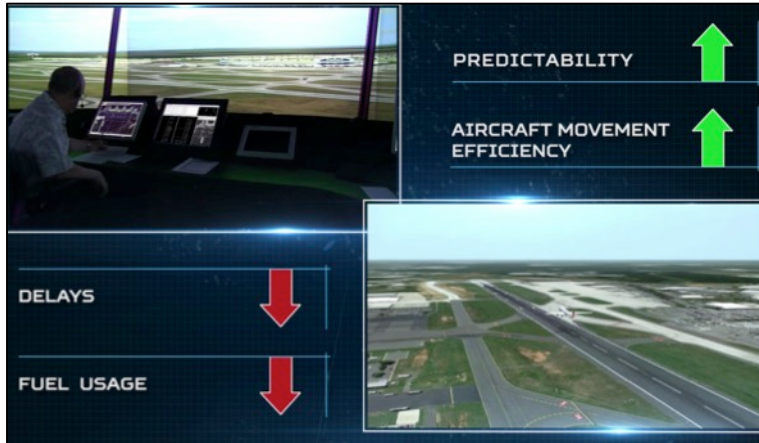 PREDICTABILITY
AIRCRAFT MOVEMENT
EFFICIENCY
DELAYS
FUEL USAGE